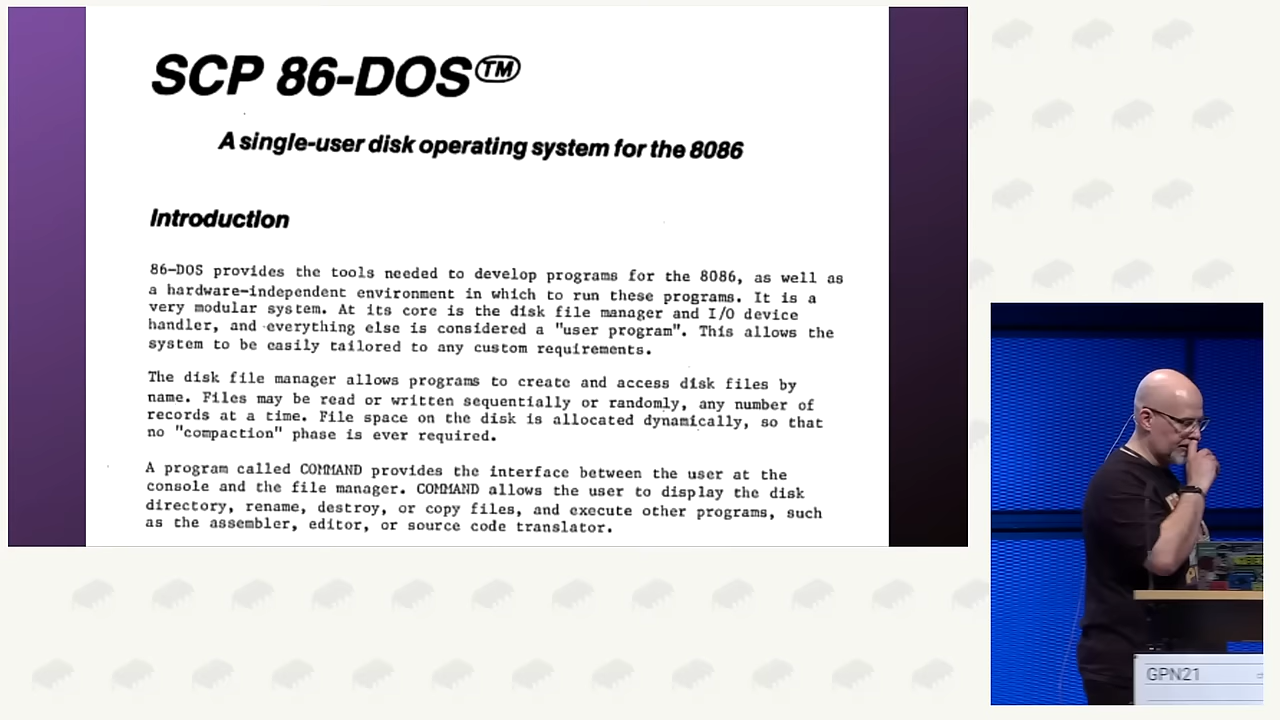 SCP 86-DOS™
A single-user disk operating system for the 8086
Introduction
86-DOS provides the tools needed to develop programs for the 8086, as well as
a hardware-independent environment in which to run these programs. It is a
very modular system. At its core is the disk file manager and I/O device
handler, and everything else is considered a "user program". This allows the
system to be easily tailored to any custom requirements.
The disk file manager allows programs to create and access disk files by
name. Files may be read or written sequentially or randomly, any number of
records at a time. File space on the disk is allocated dynamically, so that
no "compaction" phase is ever required.
A program called COMMAND provides the interface between the user at the
console and the file manager. COMMAND allows the user to display the disk
directory, rename, destroy, or copy files, and execute other programs, such
as the assembler, editor, or source code translator.
GPN21